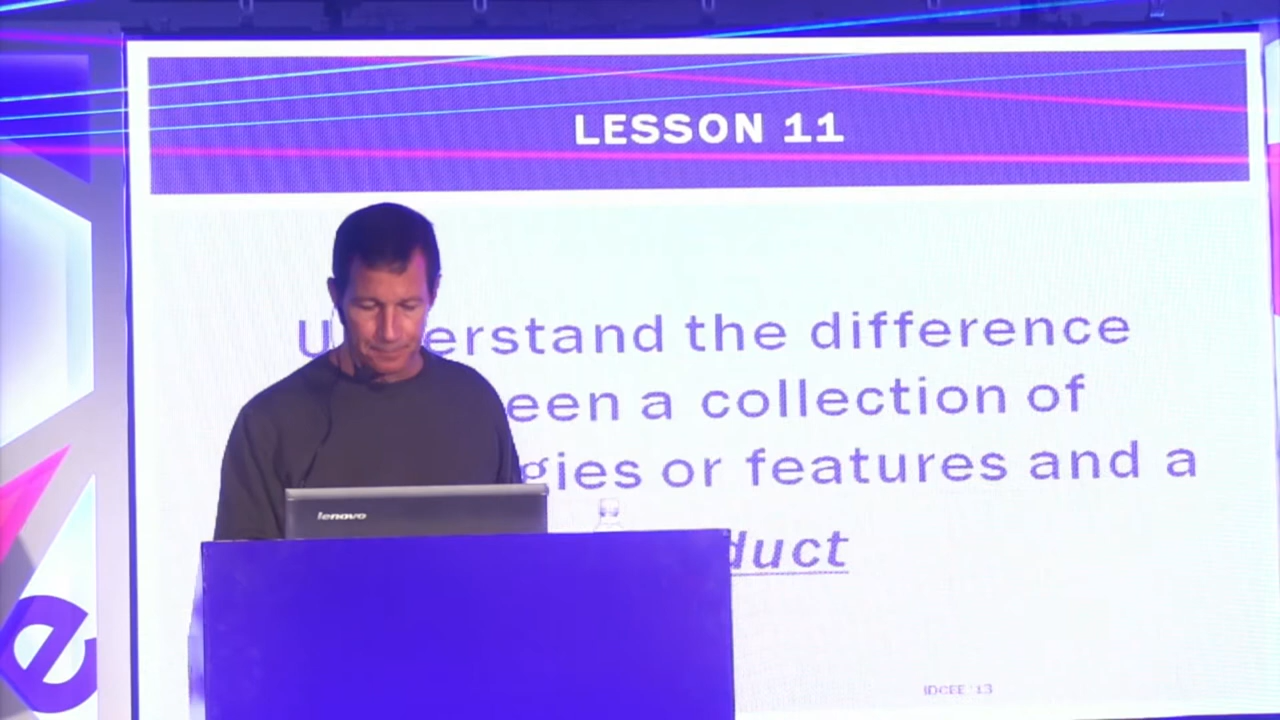 LESSON 11
U erstand the difference
een a collection of
gies or features and a
duct
lenovo
IDCEE '13
e